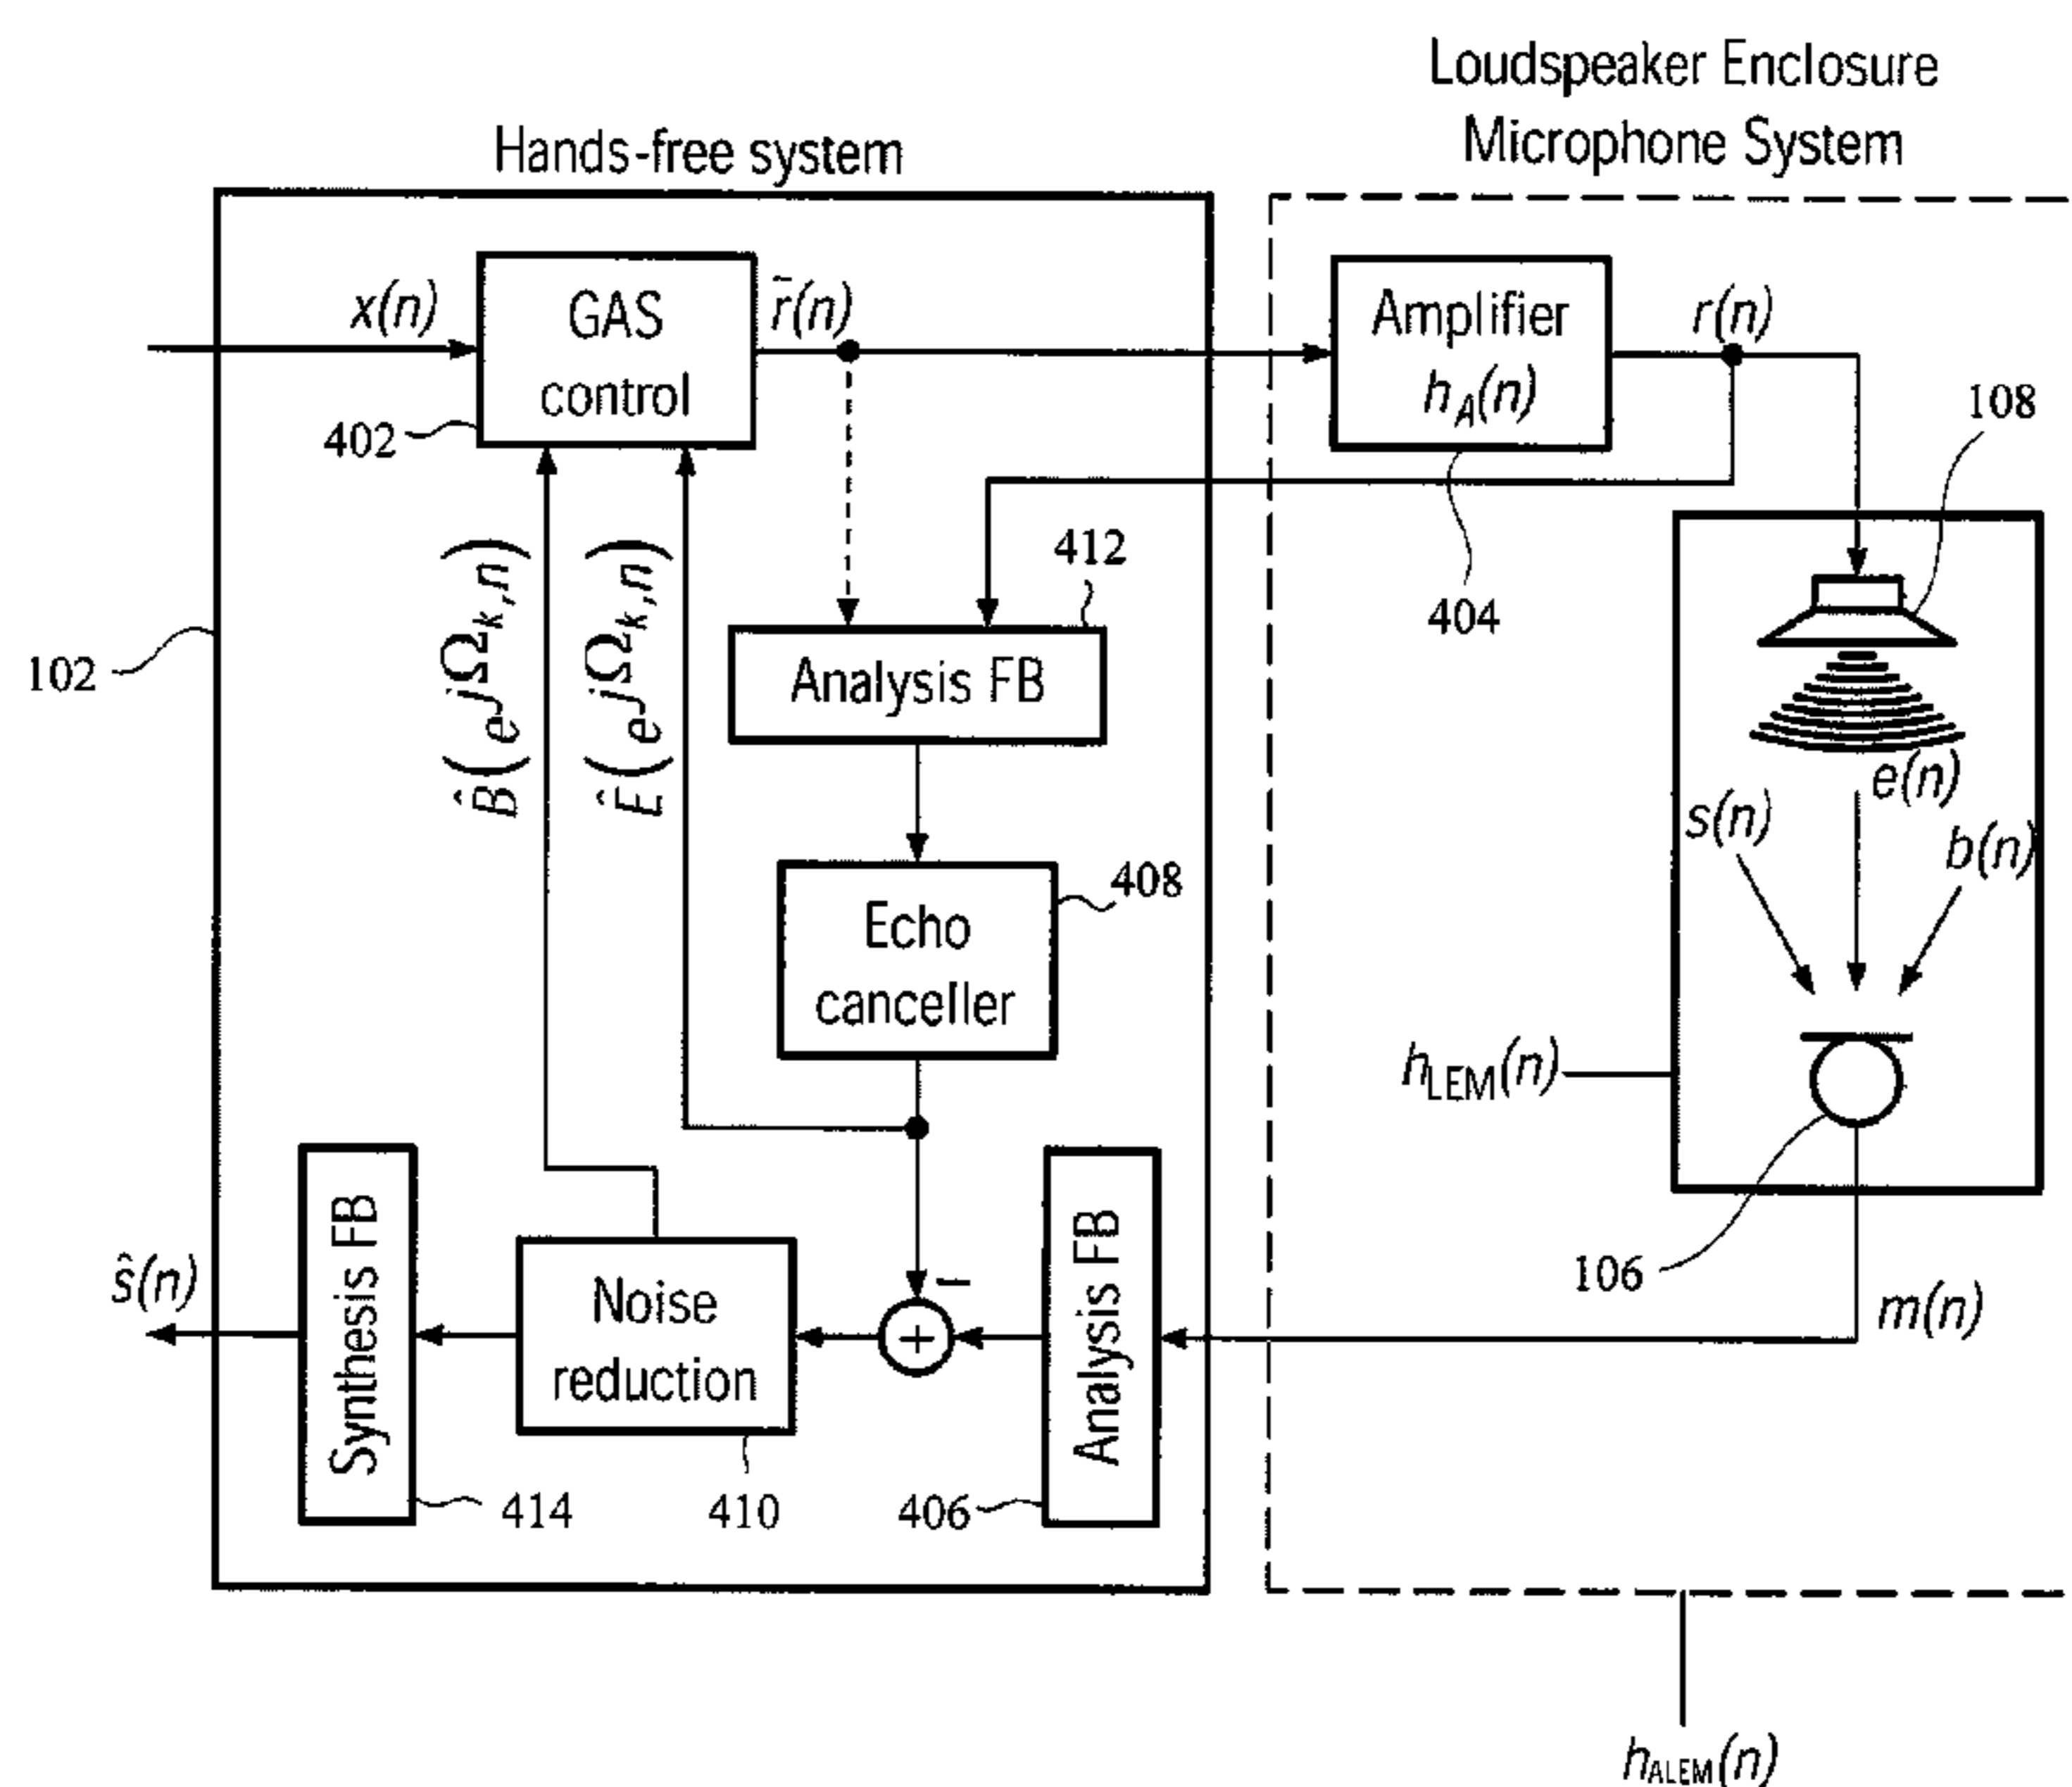 Loudspeaker Enclosure
Microphone System
Hands-free system
x(n)
GAS
control
r̃(n)
402
Amplifier
h_A(n)
r(n)
108
404
412
B̂(e^jΩ_k,n)
Ê(e^jΩ_k,n)
102
Analysis FB
e(n)
s(n)
b(n)
Echo
canceller
408
h_LEM(n)
106
m(n)
ŝ(n)
Synthesis FB
Noise
reduction
−
+
Analysis FB
414
410
406
h_ALEM(n)